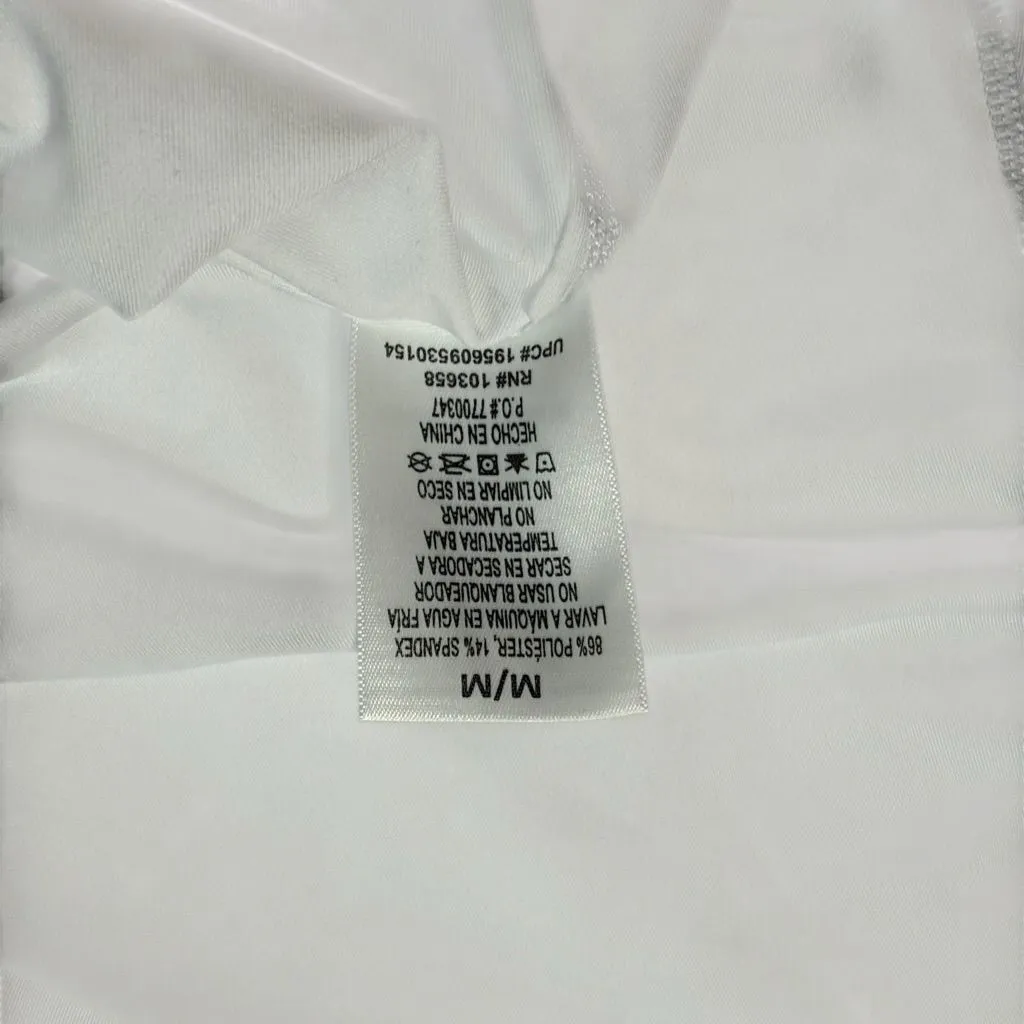 M/M
86% POLIÉSTER, 14% SPANDEX
LAVAR A MÁQUINA EN AGUA FRÍA
NO USAR BLANQUEADOR
SECAR EN SECADORA A
TEMPERATURA BAJA
NO PLANCHAR
NO LIMPIAR EN SECO
HECHO EN CHINA
P.O.# 7700347
RN# 103658
UPC# 195609530154